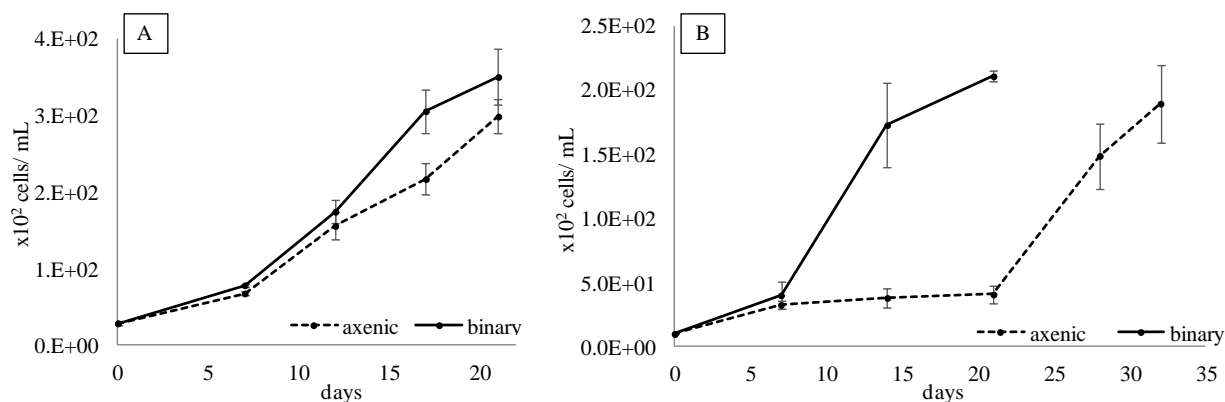 A
4.E+02
3.E+02
2.E+02
1.E+02
0.E+00
x10² cells/ mL
0 5 10 15 20
days
axenic binary
B
2.5E+02
2.0E+02
1.5E+02
1.0E+02
5.0E+01
0.0E+00
x10² cells/ mL
0 5 10 15 20 25 30 35
days
axenic binary